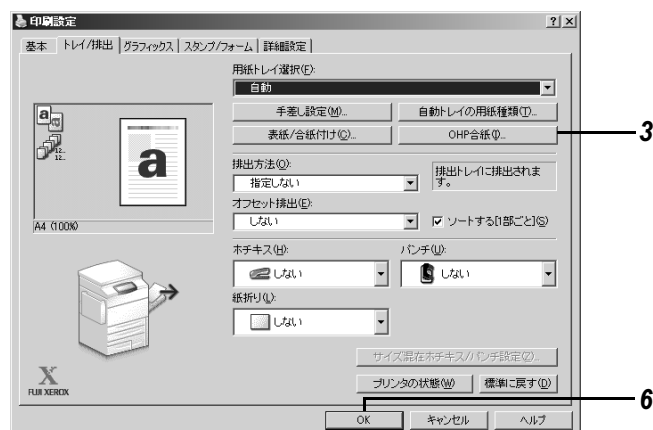 印刷設定
基本 トレイ/排出 グラフィックス スタンプ/フォーム 詳細設定
用紙トレイ選択(F):
自動
手差し設定(M)... 自動トレイの用紙種類(T)...
表紙/合紙付け(C)... OHP合紙(I)... 3
a
a
12..
12..
a
A4 (100%)
排出方法(O):
指定しない
排出トレイに排出されま
す。
オフセット排出(E):
しない ソートする[1部ごと](S)
ホチキス(H): パンチ(U):
しない しない
紙折り(L):
しない
サイズ混在ホチキス/パンチ設定(Z)...
プリンタの状態(W) 標準に戻す(D)
X
FUJI XEROX
6
OK キャンセル ヘルプ